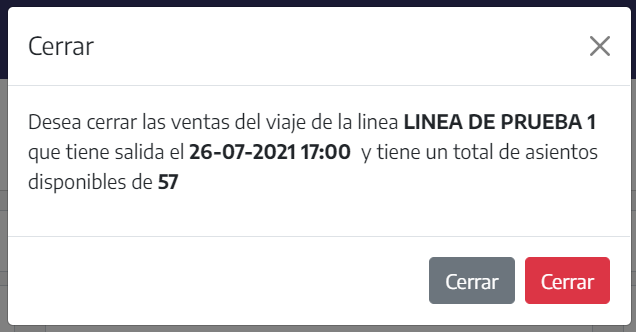 Cerrar
Desea cerrar las ventas del viaje de la linea LINEA DE PRUEBA 1
que tiene salida el 26-07-2021 17:00 y tiene un total de asientos
disponibles de 57
Cerrar
Cerrar